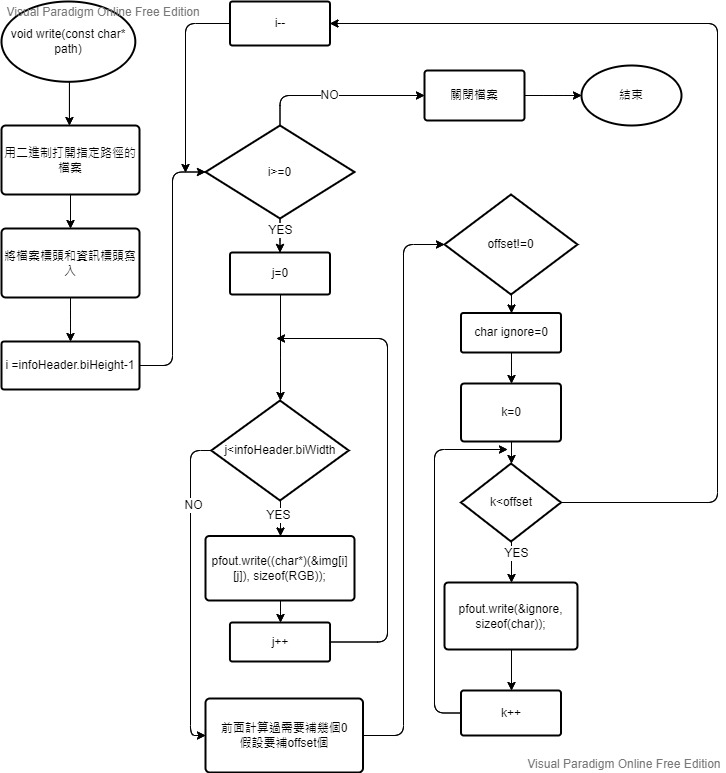 Visual Paradigm Online Free Edition
void write(const char*
path)
用二進制打開指定路徑的
檔案
將檔案標頭和資訊標頭寫
入
i =infoHeader.biHeight-1
i--
i>=0
NO
關閉檔案
結束
YES
j=0
j<infoHeader.biWidth
NO
YES
pfout.write((char*)(&img[i]
[j]), sizeof(RGB));
j++
前面計算過需要補幾個0
假設要補offset個
offset!=0
char ignore=0
k=0
k<offset
YES
pfout.write(&ignore,
sizeof(char));
k++
Visual Paradigm Online Free Edition